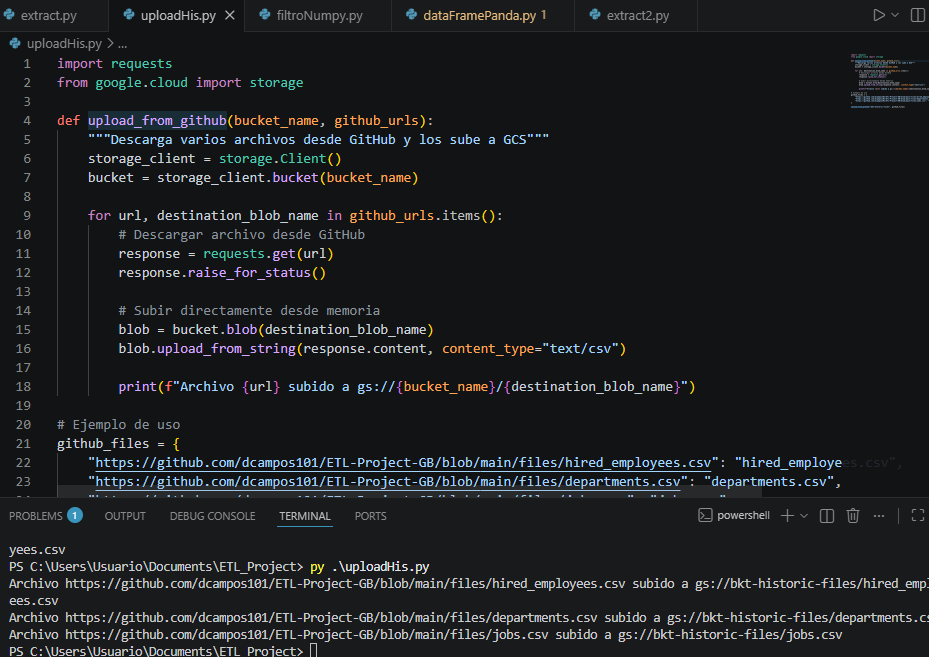 extract.py uploadHis.py filtroNumpy.py dataFramePanda.py 1 extract2.py
uploadHis.py > ...
1 import requests
2 from google.cloud import storage
3
4 def upload_from_github(bucket_name, github_urls):
5 """Descarga varios archivos desde GitHub y los sube a GCS"""
6 storage_client = storage.Client()
7 bucket = storage_client.bucket(bucket_name)
8
9 for url, destination_blob_name in github_urls.items():
10 # Descargar archivo desde GitHub
11 response = requests.get(url)
12 response.raise_for_status()
13
14 # Subir directamente desde memoria
15 blob = bucket.blob(destination_blob_name)
16 blob.upload_from_string(response.content, content_type="text/csv")
17
18 print(f"Archivo {url} subido a gs://{bucket_name}/{destination_blob_name}")
19
20 # Ejemplo de uso
21 github_files = {
22 "https://github.com/dcampos101/ETL-Project-GB/blob/main/files/hired_employees.csv": "hired_employees.csv",
23 "https://github.com/dcampos101/ETL-Project-GB/blob/main/files/departments.csv": "departments.csv",
PROBLEMS 1 OUTPUT DEBUG CONSOLE TERMINAL PORTS powershell
yees.csv
PS C:\Users\Usuario\Documents\ETL_Project> py .\uploadHis.py
Archivo https://github.com/dcampos101/ETL-Project-GB/blob/main/files/hired_employees.csv subido a gs://bkt-historic-files/hired_empl
ees.csv
Archivo https://github.com/dcampos101/ETL-Project-GB/blob/main/files/departments.csv subido a gs://bkt-historic-files/departments.cs
Archivo https://github.com/dcampos101/ETL-Project-GB/blob/main/files/jobs.csv subido a gs://bkt-historic-files/jobs.csv
PS C:\Users\Usuario\Documents\ETL_Project>